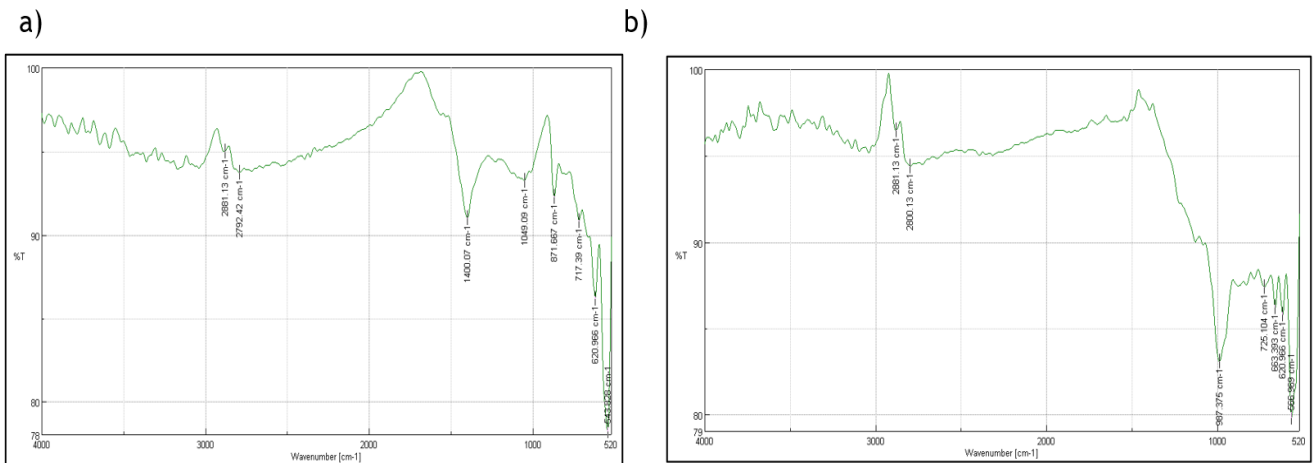 a)
100
90
80
78
%T
4000
3000
2000
1000
520
Wavenumber [cm-1]
2881.13 cm-1
2792.42 cm-1
1400.07 cm-1
1049.09 cm-1
871.667 cm-1
717.39 cm-1
620.966 cm-1
543.828 cm-1
b)
100
90
80
79
%T
4000
3000
2000
1000
520
Wavenumber [cm-1]
2881.13 cm-1
2800.13 cm-1
987.375 cm-1
725.104 cm-1
663.393 cm-1
620.966 cm-1